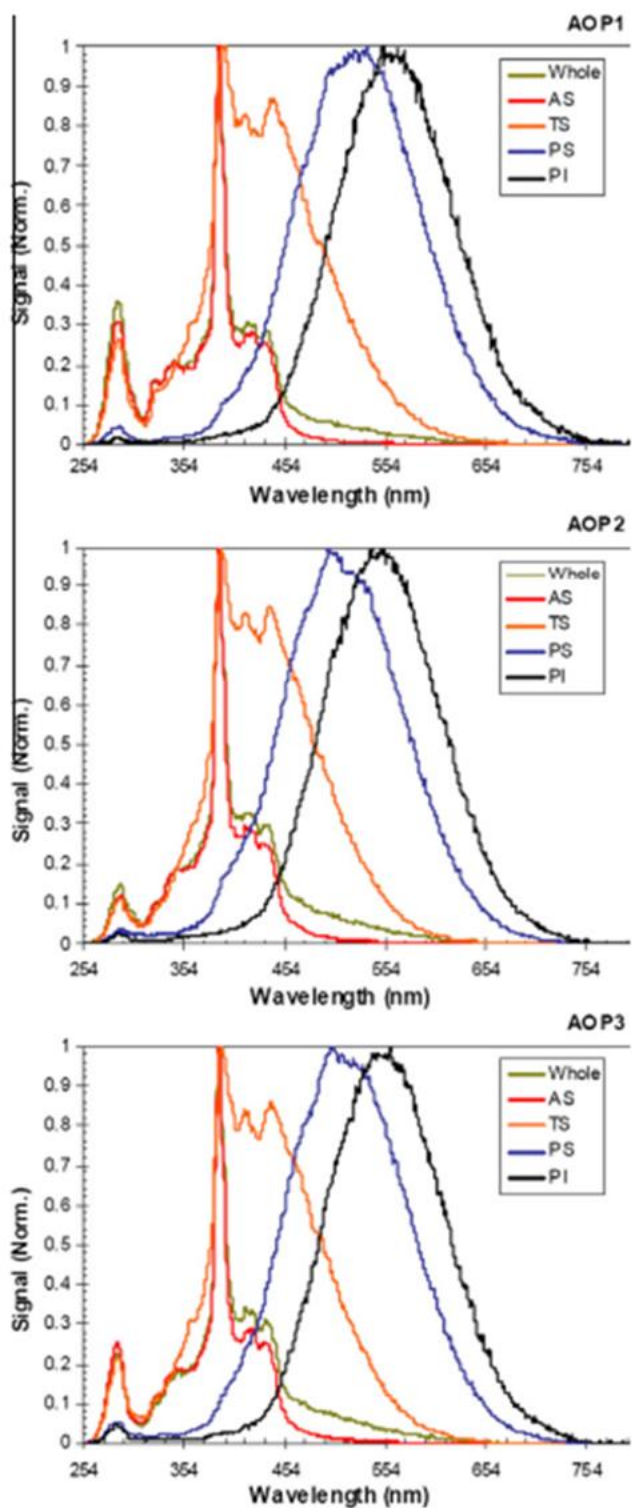 AOP1
Signal (Norm.)
1
0.9
0.8
0.7
0.6
0.5
0.4
0.3
0.2
0.1
0
254 354 454 554 654 754
Wavelength (nm)
Whole
AS
TS
PS
PI
AOP2
Signal (Norm.)
1
0.9
0.8
0.7
0.6
0.5
0.4
0.3
0.2
0.1
0
254 354 454 554 654 754
Wavelength (nm)
Whole
AS
TS
PS
PI
AOP3
Signal (Norm.)
1
0.9
0.8
0.7
0.6
0.5
0.4
0.3
0.2
0.1
0
254 354 454 554 654 754
Wavelength (nm)
Whole
AS
TS
PS
PI